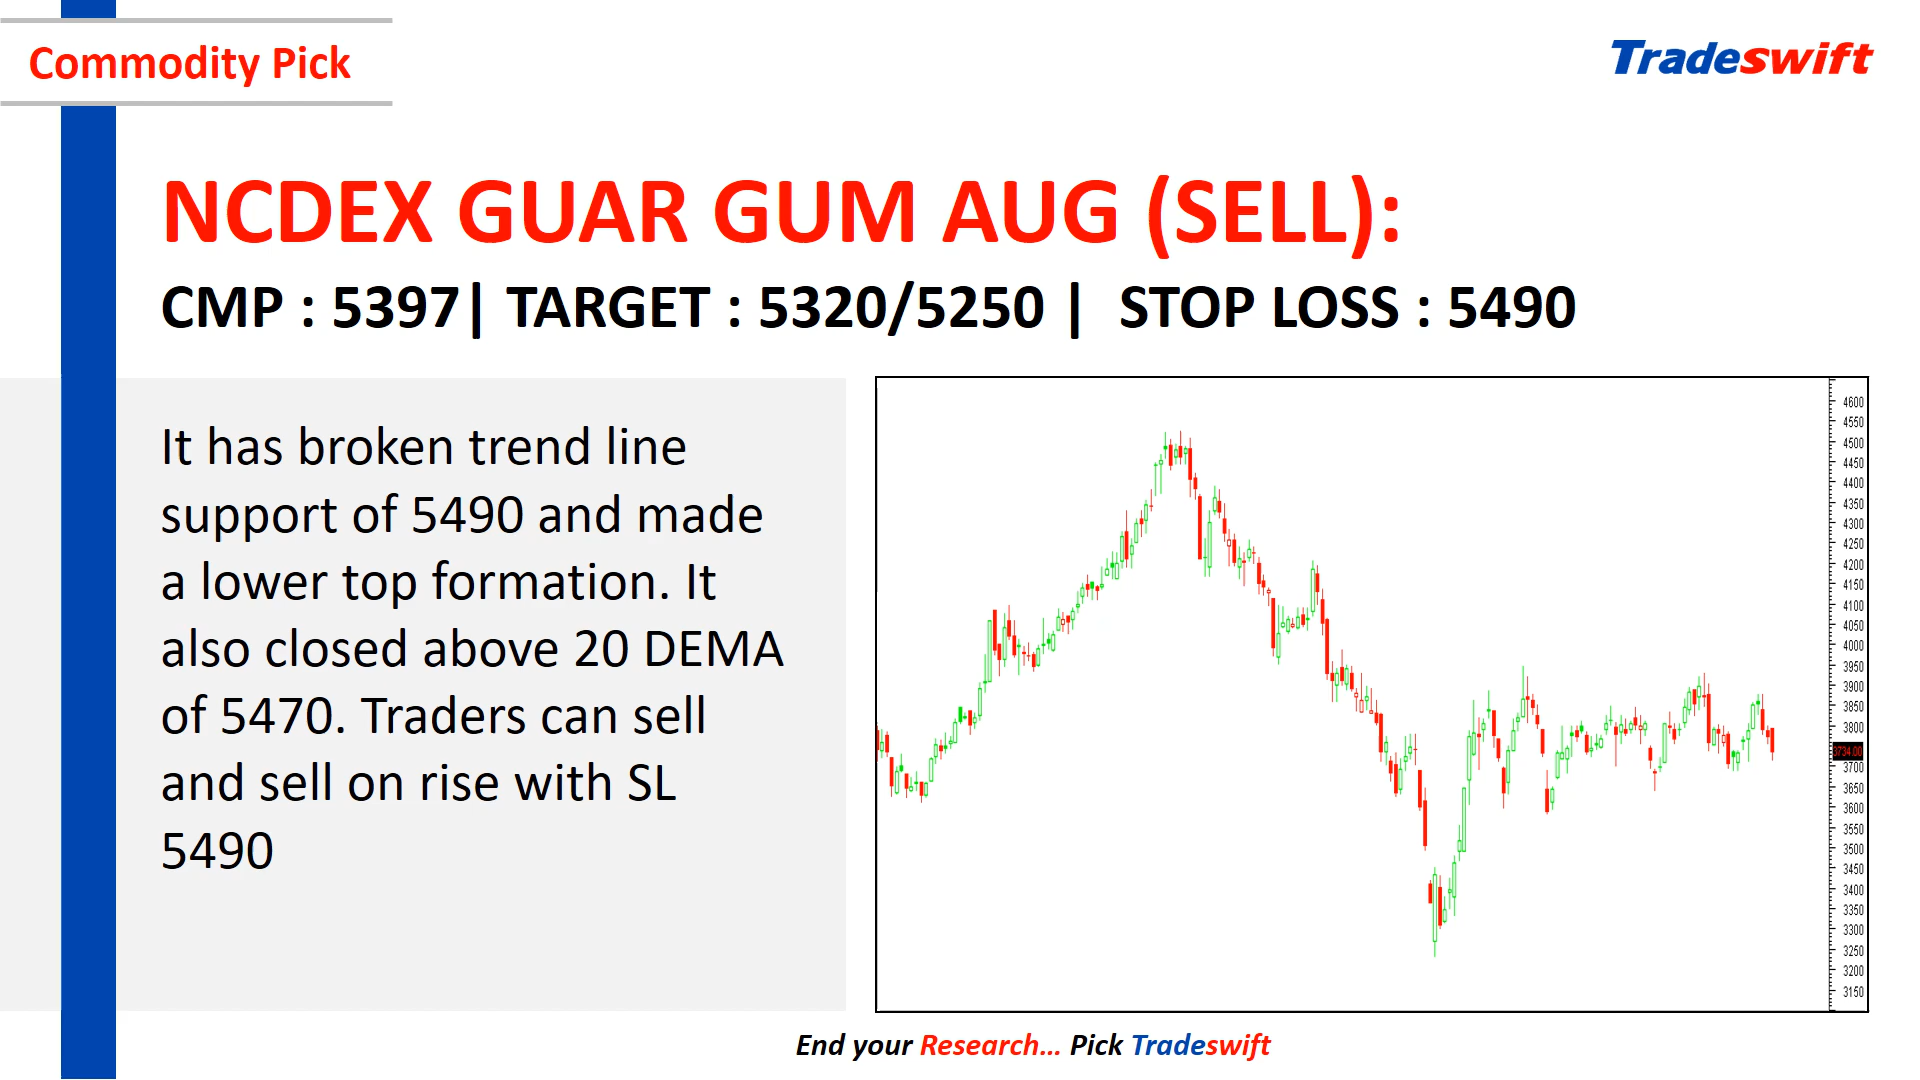 Commodity Pick
Tradeswift
NCDEX GUAR GUM AUG (SELL):
CMP : 5397| TARGET : 5320/5250 | STOP LOSS : 5490
It has broken trend line
support of 5490 and made
a lower top formation. It
also closed above 20 DEMA
of 5470. Traders can sell
and sell on rise with SL
5490
4600
4550
4500
4450
4400
4350
4300
4250
4200
4150
4100
4050
4000
3950
3900
3850
3800
3734.00
3700
3650
3600
3550
3500
3450
3400
3350
3300
3250
3200
3150
End your Research... Pick Tradeswift